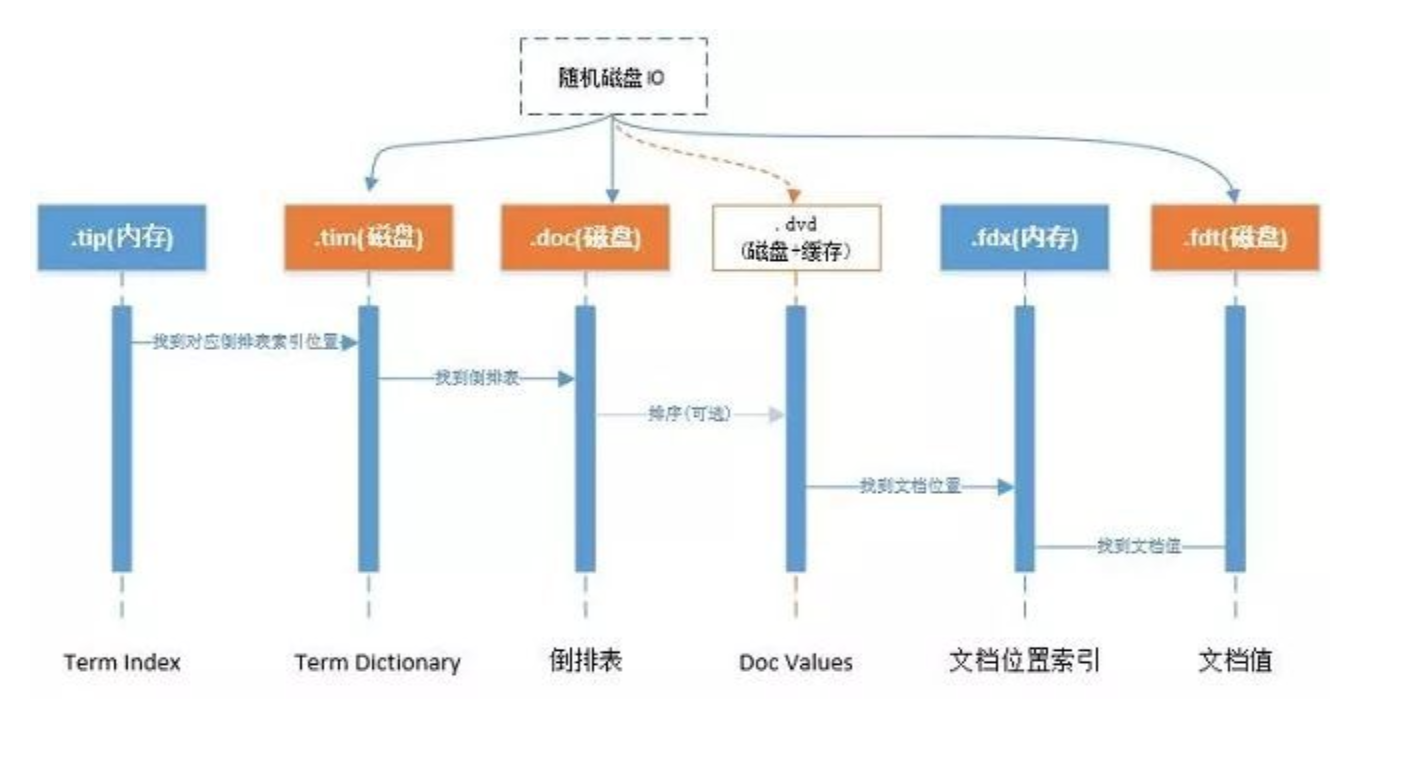 随机磁盘IO
.tip(内存)
.tim(磁盘)
.doc(磁盘)
.dvd
(磁盘+缓存)
.fdx(内存)
.fdt(磁盘)
找到对应倒排表索引位置
找到倒排表
排序(可选)
找到文档位置
找到文档值
Term Index
Term Dictionary
倒排表
Doc Values
文档位置索引
文档值